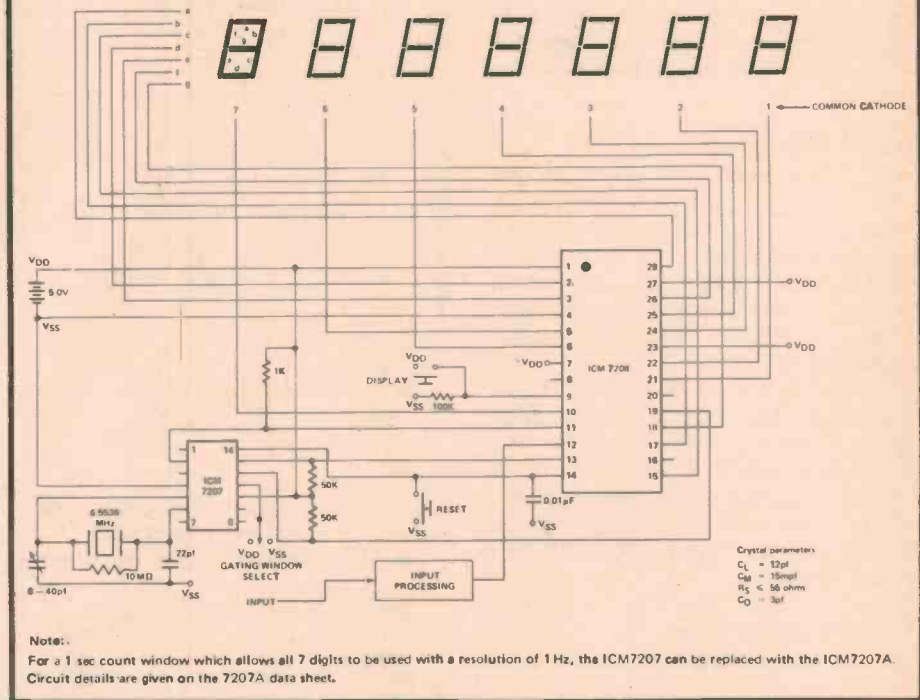 a
b
c
d
e
f
g
7 6 5 4 3 2 1 COMMON CATHODE
VDD
5.0V
VSS
1K
VDD
DISPLAY
VSS 100K
VDD
1
2
3
4
5
6
7
8
9
10
11
12
13
14
ICM 7208
28
27
26
25
24
23
22
21
20
19
18
17
16
15
VDD
VDD
1 14
ICM
7207
7 8
50K
50K
RESET
VSS
0.01µF
VSS
6.5536
MHz
10MΩ
22pf
8-40pf
VSS
VDD VSS
GATING WINDOW
SELECT
INPUT
INPUT
PROCESSING
Crystal parameters
CL = 12pf
CM = 15mpf
RS ≤ 56 ohms
CO = 3pf
Note:
For a 1 sec count window which allows all 7 digits to be used with a resolution of 1 Hz, the ICM7207 can be replaced with the ICM7207A.
Circuit details are given on the 7207A data sheet.